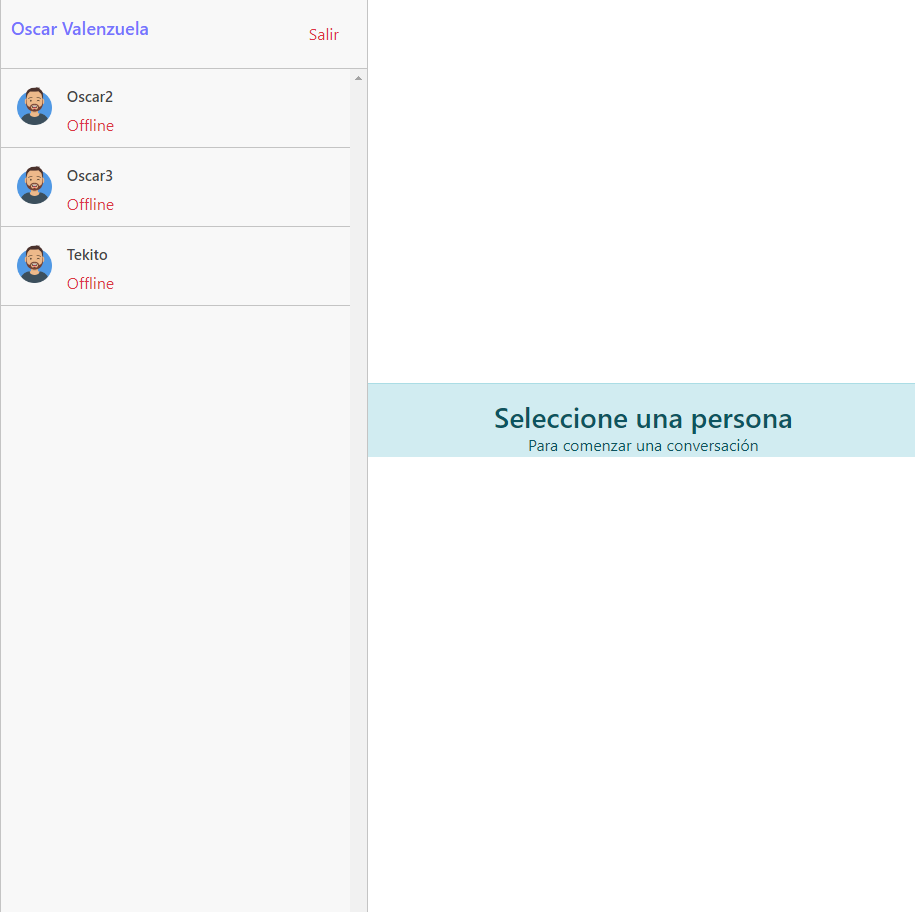 Oscar Valenzuela
Salir
Oscar2
Offline
Oscar3
Offline
Tekito
Offline
Seleccione una persona
Para comenzar una conversación